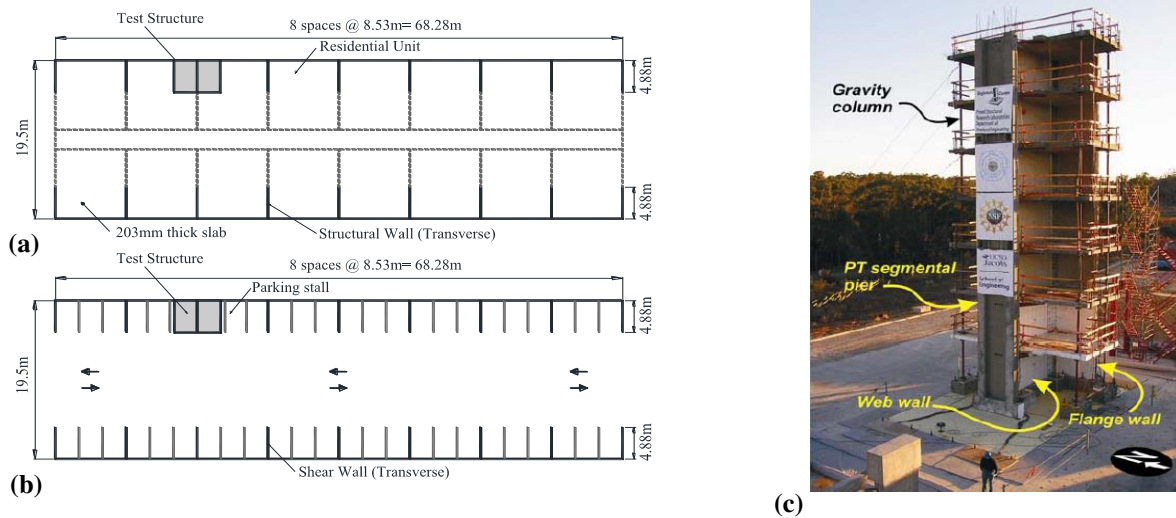 Test Structure
8 spaces @ 8.53m= 68.28m
Residential Unit
19.5m
4.88m
4.88m
203mm thick slab
Structural Wall (Transverse)
(a)
Test Structure
8 spaces @ 8.53m= 68.28m
Parking stall
19.5m
4.88m
4.88m
Shear Wall (Transverse)
(b)
Gravity
column
PT segmental
pier
Web wall
Flange wall
NSF
N
(c)